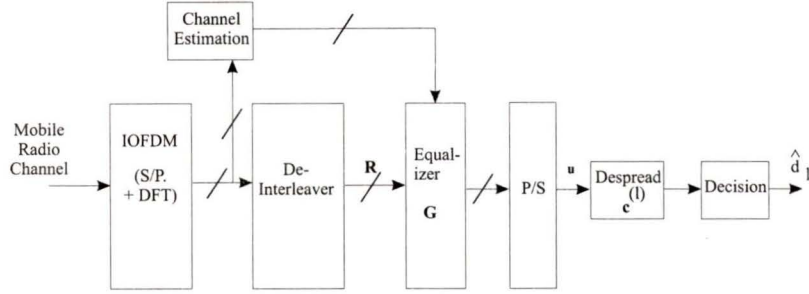 Channel
Estimation
Mobile
Radio
Channel
IOFDM
(S/P.
+ DFT)
De-
Interleaver
R
Equal-
izer
G
P/S
u
Despread
(l)
c
Decision
^
d l